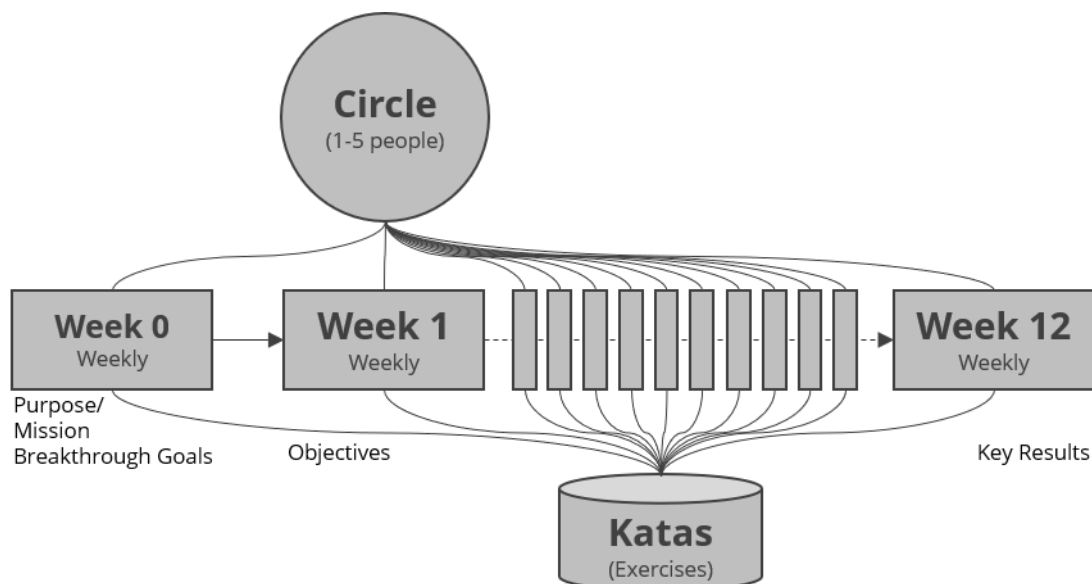 Circle
(1-5 people)
Week 0
Weekly
Week 1
Weekly
Week 12
Weekly
Purpose/
Mission
Breakthrough Goals
Objectives
Key Results
Katas
(Exercises)